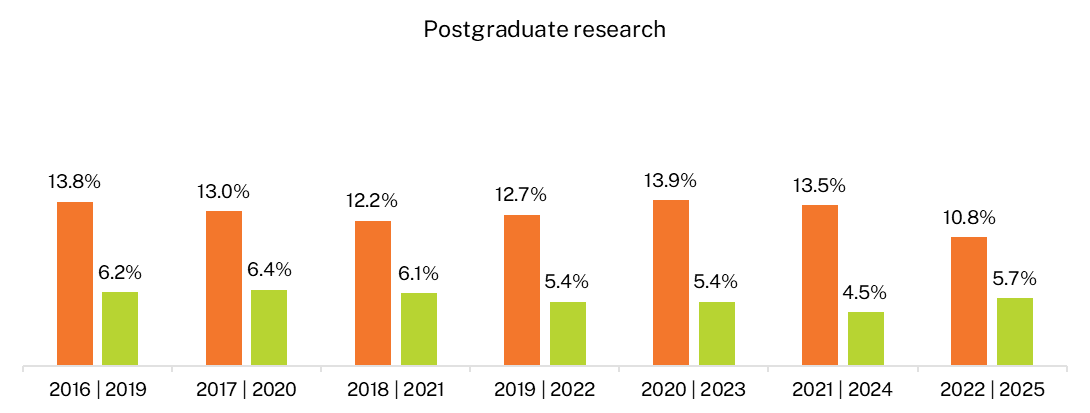 Postgraduate research
13.8%
6.2%
13.0%
6.4%
12.2%
6.1%
12.7%
5.4%
13.9%
5.4%
13.5%
4.5%
10.8%
5.7%
2016 | 2019
2017 | 2020
2018 | 2021
2019 | 2022
2020 | 2023
2021 | 2024
2022 | 2025